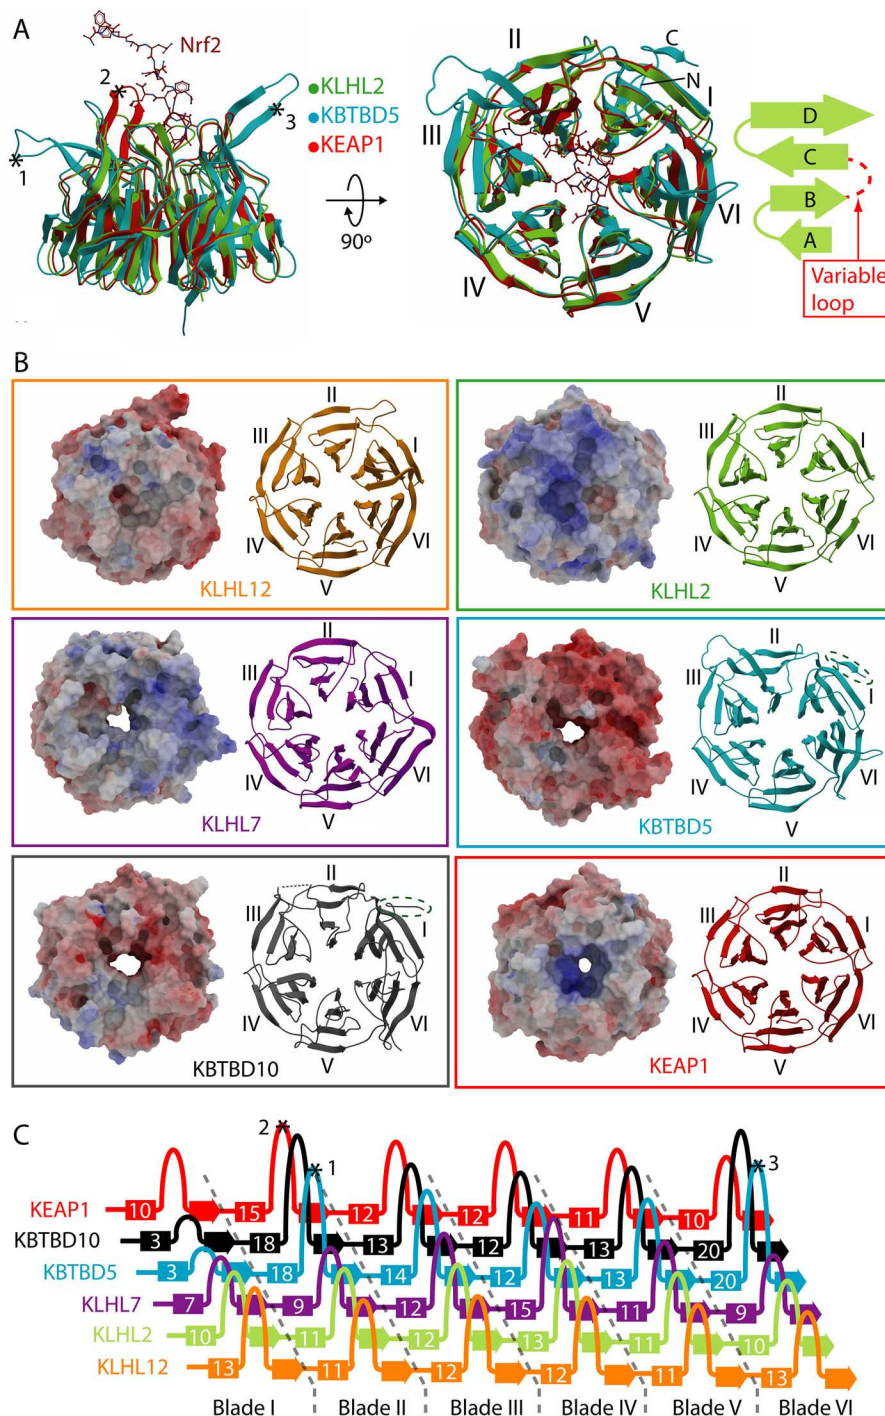 A
Nrf2
2
1
3
KLHL2
KBTBD5
KEAP1
90º
II
C
N
I
III
VI
IV
V
D
C
B
A
Variable
loop
B
II
III
I
IV
VI
V
KLHL12
II
III
I
IV
VI
V
KLHL2
II
III
I
IV
VI
V
KLHL7
II
III
I
IV
VI
V
KBTBD5
II
III
I
IV
VI
V
KBTBD10
II
III
I
IV
VI
V
KEAP1
C
2
1
3
KEAP1 10 15 12 12 11 10
KBTBD10 3 18 13 12 13 20
KBTBD5 3 18 14 12 13 20
KLHL7 7 9 12 15 11 9
KLHL2 10 11 12 13 11 10
KLHL12 13 11 12 12 11 13
Blade I Blade II Blade III Blade IV Blade V Blade VI